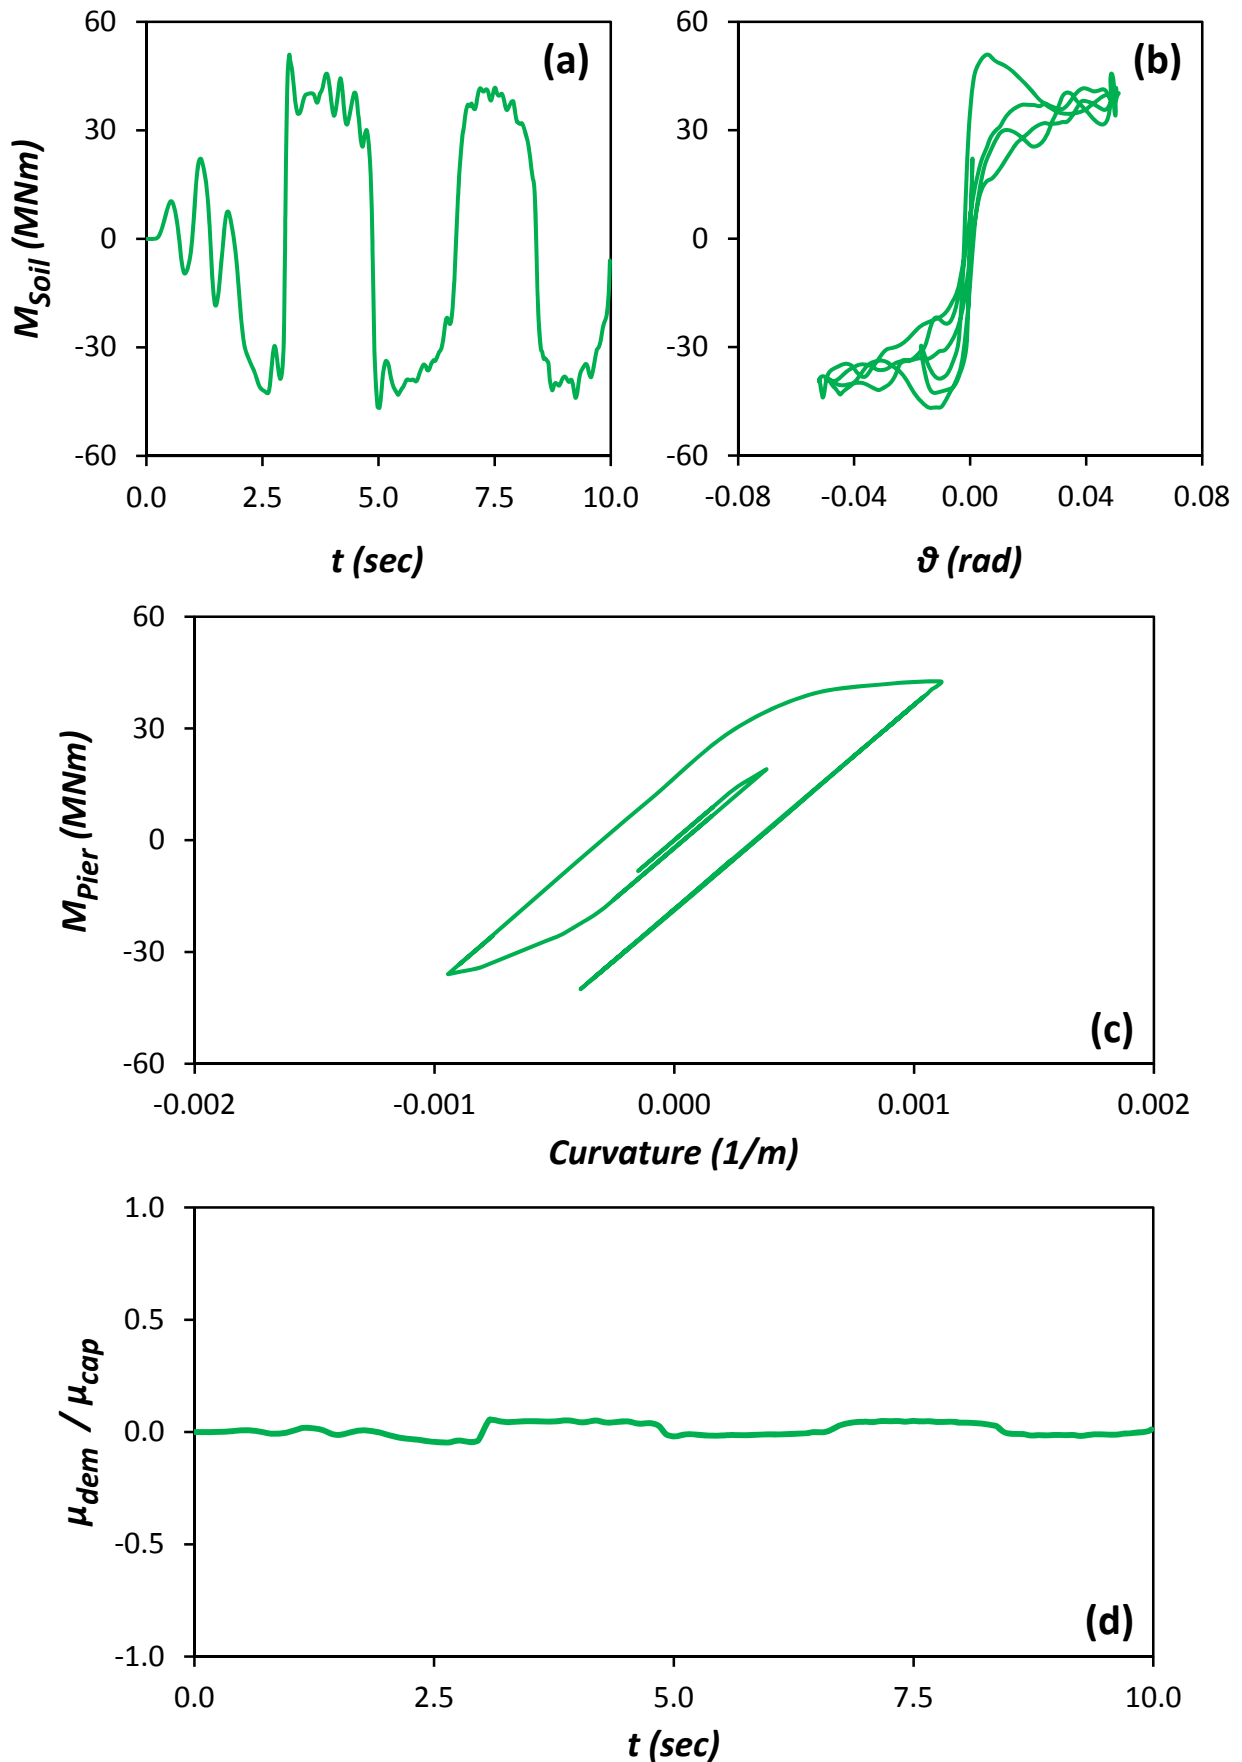 60
30
0
-30
-60
M_Soil (MNm)
(a)
0.0 2.5 5.0 7.5 10.0
t (sec)
60
30
0
-30
-60
(b)
-0.08 -0.04 0.00 0.04 0.08
ϑ (rad)
60
30
0
-30
-60
M_Pier (MNm)
(c)
-0.002 -0.001 0.000 0.001 0.002
Curvature (1/m)
1.0
0.5
0.0
-0.5
-1.0
μ_dem / μ_cap
(d)
0.0 2.5 5.0 7.5 10.0
t (sec)